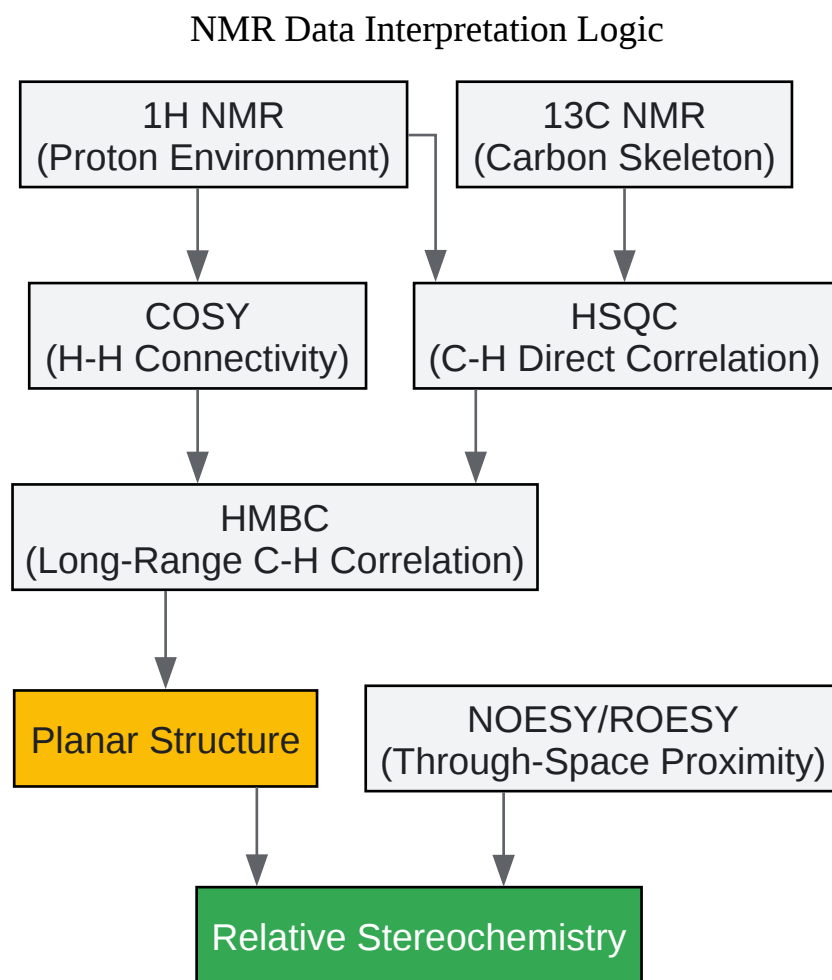 NMR Data Interpretation Logic
1H NMR
(Proton Environment)
13C NMR
(Carbon Skeleton)
COSY
(H-H Connectivity)
HSQC
(C-H Direct Correlation)
HMBC
(Long-Range C-H Correlation)
Planar Structure
NOESY/ROESY
(Through-Space Proximity)
Relative Stereochemistry